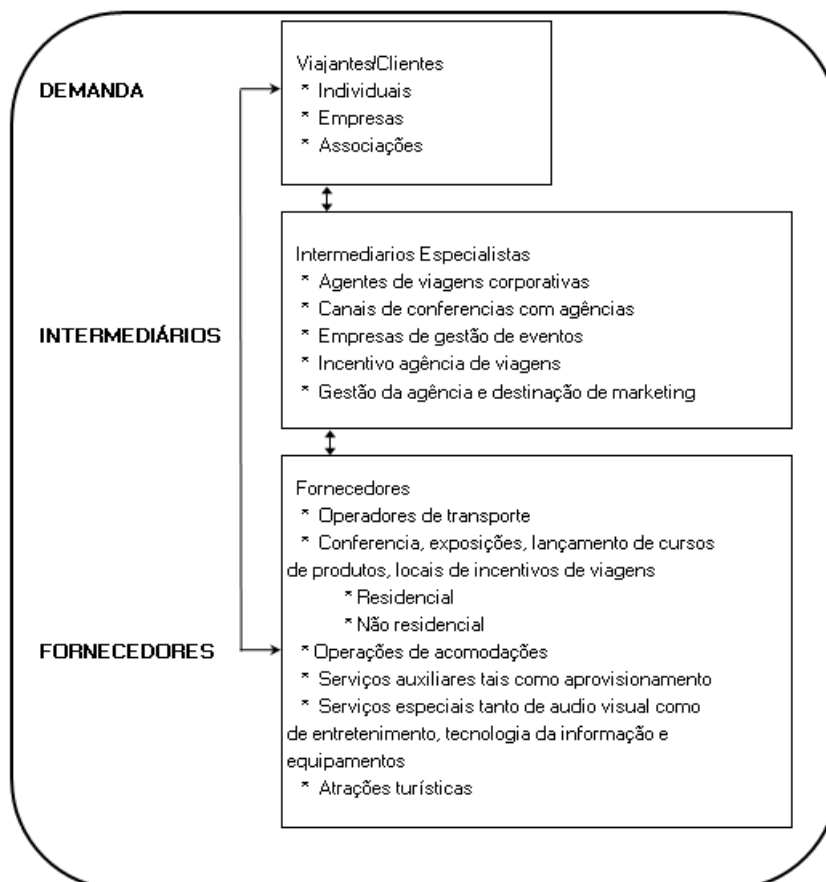 DEMANDA
Viajantes/Clientes
* Individuais
* Empresas
* Associações
INTERMEDIÁRIOS
Intermediarios Especialistas
* Agentes de viagens corporativas
* Canais de conferencias com agências
* Empresas de gestão de eventos
* Incentivo agência de viagens
* Gestão da agência e destinação de marketing
FORNECEDORES
Fornecedores
* Operadores de transporte
* Conferencia, exposições, lançamento de cursos
de produtos, locais de incentivos de viagens
* Residencial
* Não residencial
* Operações de acomodações
* Serviços auxiliares tais como aprovisionamento
* Serviços especiais tanto de audio visual como
de entretenimento, tecnologia da informação e
equipamentos
* Atrações turísticas